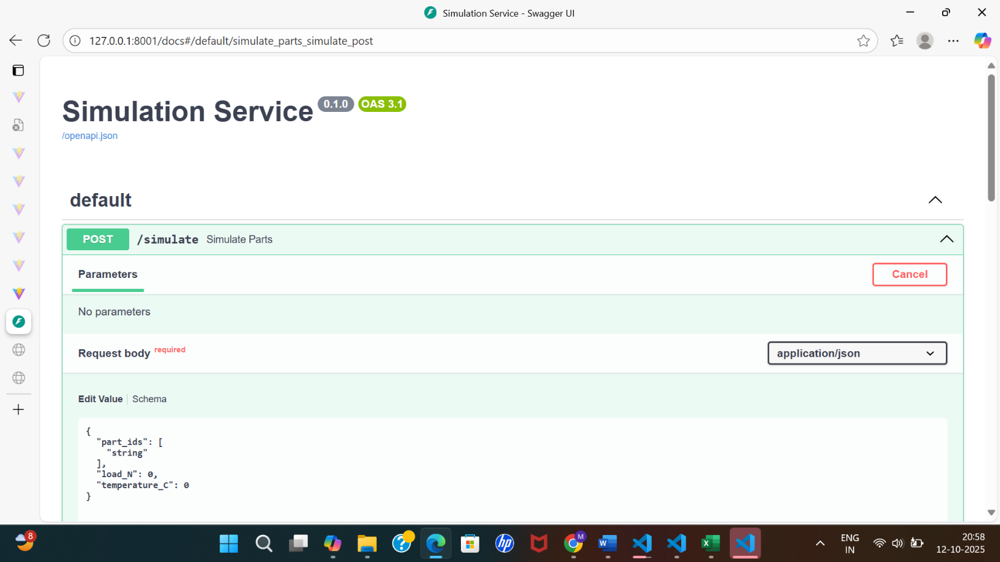 Simulation Service - Swagger UI
127.0.0.1:8001/docs#/default/simulate_parts_simulate_post
Simulation Service 0.1.0 OAS 3.1
/openapi.json
default
POST /simulate Simulate Parts
Parameters
Cancel
No parameters
Request body required
application/json
Edit Value Schema
{
  "part_ids": [
    "string"
  ],
  "load_N": 0,
  "temperature_C": 0
}
8
hp
M
W
X
ENG
IN
20:58
12-10-2025